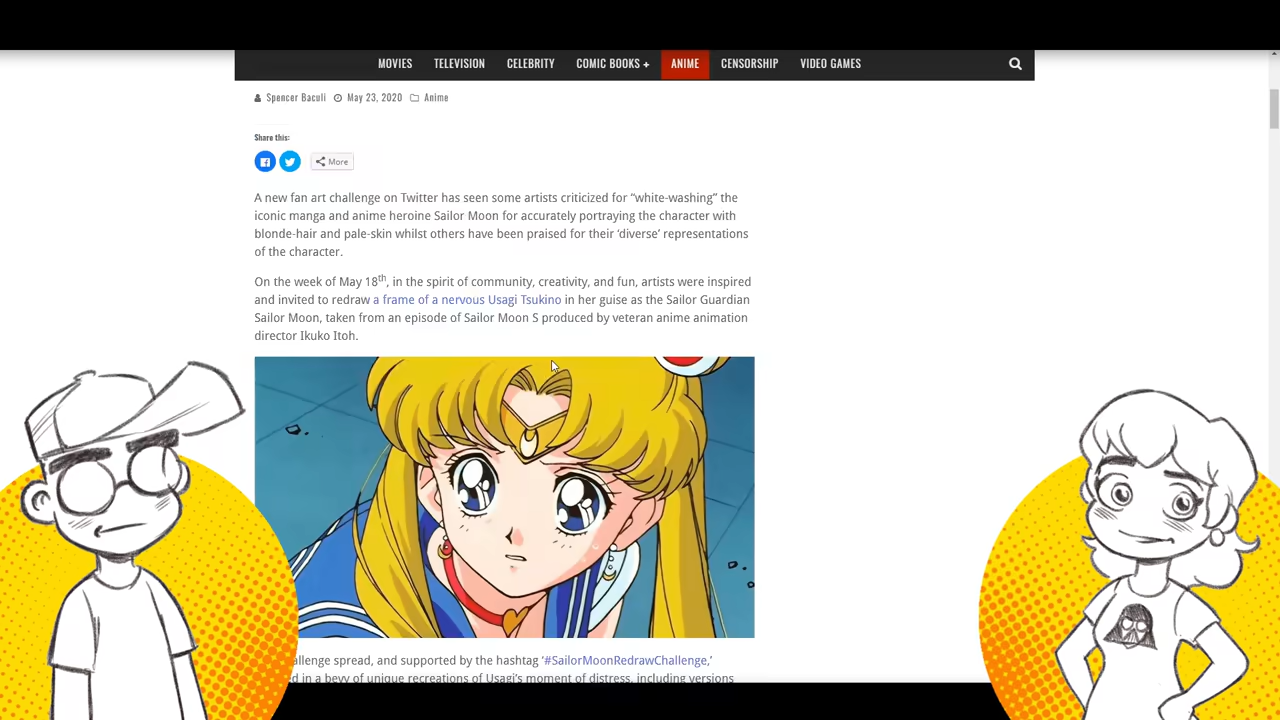 MOVIES TELEVISION CELEBRITY COMIC BOOKS + ANIME CENSORSHIP VIDEO GAMES
Spencer Baculi May 23, 2020 Anime
Share this:
More
A new fan art challenge on Twitter has seen some artists criticized for “white-washing” the
iconic manga and anime heroine Sailor Moon for accurately portraying the character with
blonde-hair and pale-skin whilst others have been praised for their ‘diverse’ representations
of the character.
On the week of May 18th, in the spirit of community, creativity, and fun, artists were inspired
and invited to redraw a frame of a nervous Usagi Tsukino in her guise as the Sailor Guardian
Sailor Moon, taken from an episode of Sailor Moon S produced by veteran anime animation
director Ikuko Itoh.
allenge spread, and supported by the hashtag ‘#SailorMoonRedrawChallenge,’
in a bevy of unique recreations of Usagi’s moment of distress, including versions